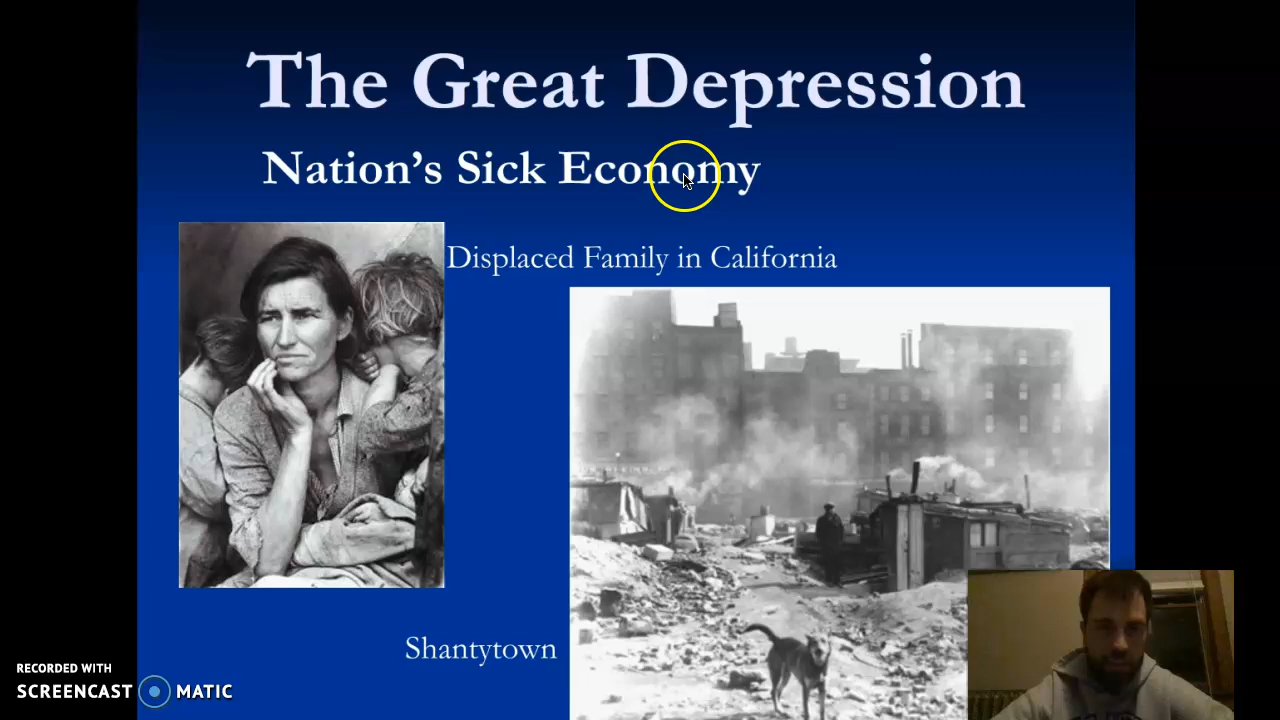 The Great Depression
Nation's Sick Economy
Displaced Family in California
Shantytown
RECORDED WITH
SCREENCAST MATIC